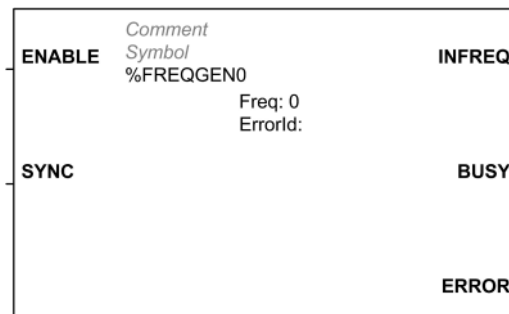 Comment
Symbol
ENABLE
INFREQ
%FREQGEN0
Freq: 0
ErrorId:
SYNC
BUSY
ERROR